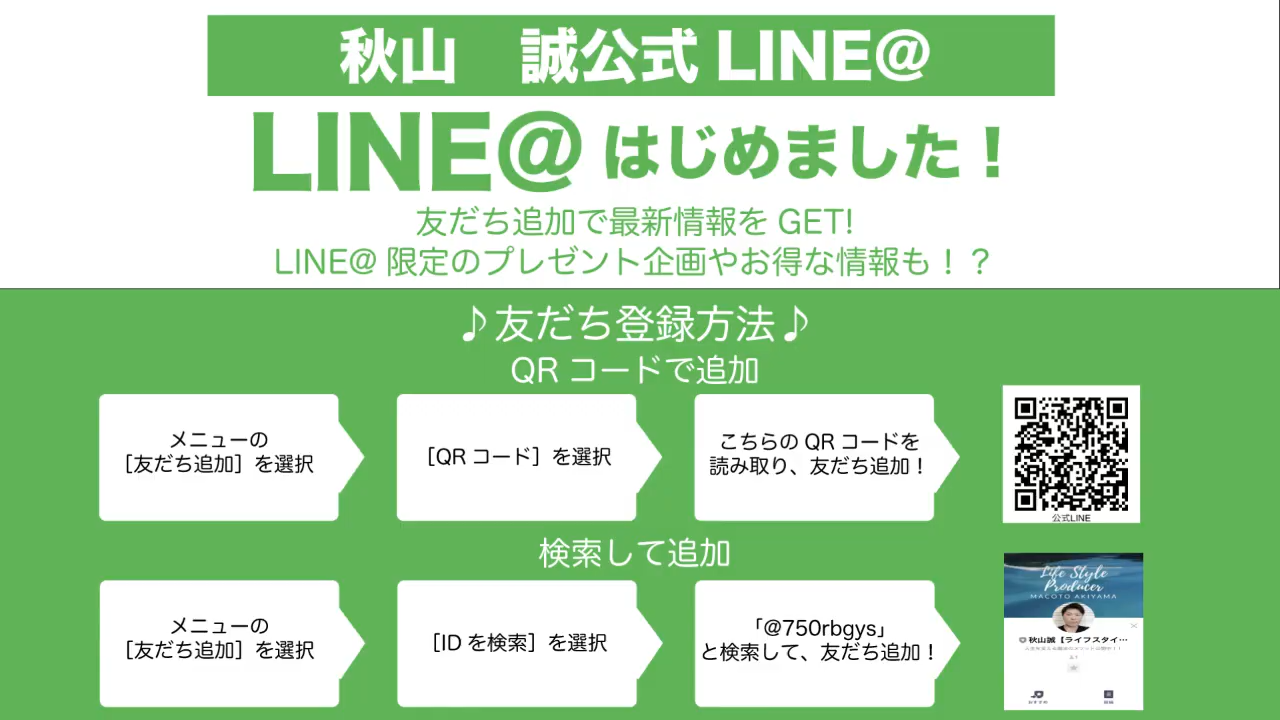 秋山　誠公式 LINE@
LINE@ はじめました！
友だち追加で最新情報を GET!
LINE@ 限定のプレゼント企画やお得な情報も！？
♪友だち登録方法♪
QR コードで追加
メニューの
［友だち追加］を選択
［QR コード］を選択
こちらの QR コードを
読み取り、友だち追加！
公式LINE
検索して追加
メニューの
［友だち追加］を選択
［ID を検索］を選択
「@750rbgys」
と検索して、友だち追加！
Life Style
Producer
MACOTO AKIYAMA
秋山誠【ライフスタイ…
おすすめ